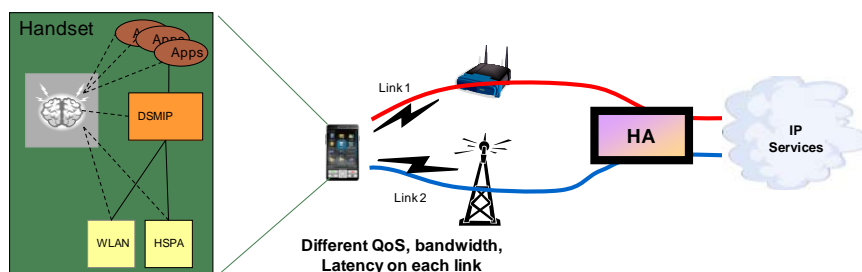 Handset
Apps
Apps
Apps
DSMIP
WLAN
HSPA
Link 1
Link 2
Different QoS, bandwidth,
Latency on each link
HA
IP
Services